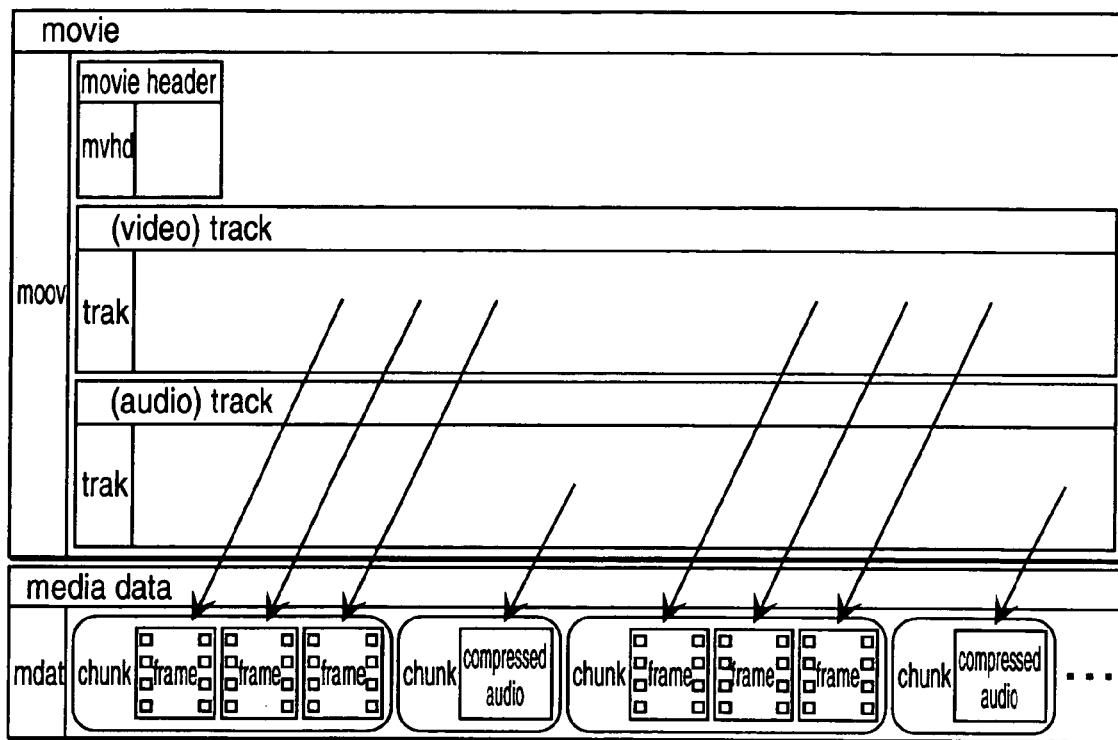 movie
movie header
mvhd
(video) track
moov
trak
(audio) track
trak
media data
mdat
chunk
frame
frame
frame
chunk
compressed
audio
chunk
frame
frame
frame
chunk
compressed
audio
...